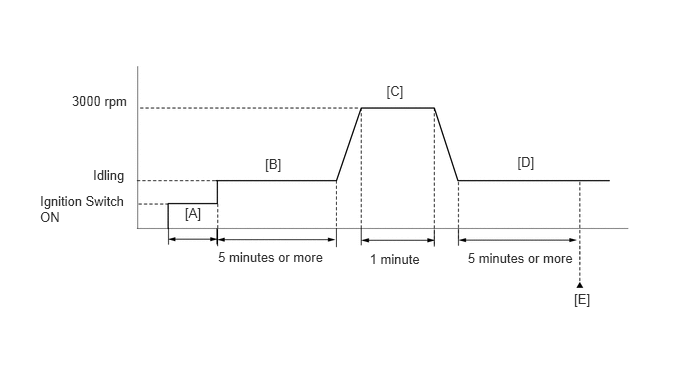 [C]
3000 rpm
[B]
[D]
Idling
Ignition Switch
ON
[A]
5 minutes or more
1 minute
5 minutes or more
[E]